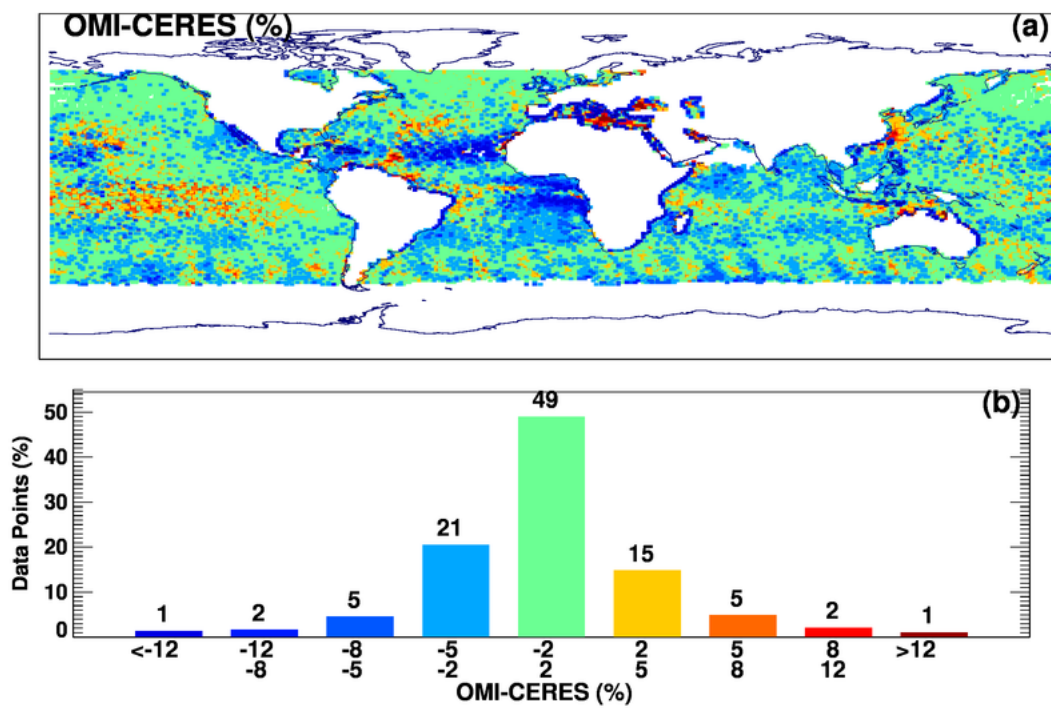 OMI-CERES (%) (a)
(b)
50
40
30
20
10
0
Data Points (%)
1 2 5 21 49 15 5 2 1
<-12 -12 -8 -5 -2 2 5 8 >12
-8 -5 -2 2 5 8 12
OMI-CERES (%)